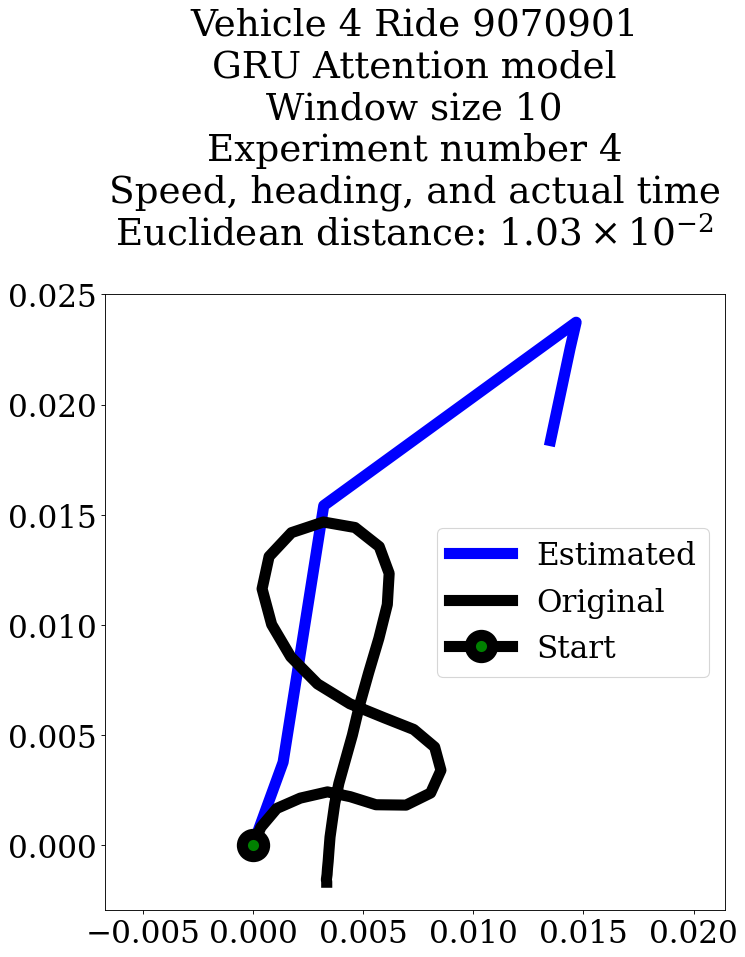 Vehicle 4 Ride 9070901
GRU Attention model
Window size 10
Experiment number 4
Speed, heading, and actual time
Euclidean distance: 1.03 × 10⁻²
0.025
0.020
0.015
0.010
0.005
0.000
Estimated
Original
Start
−0.005 0.000 0.005 0.010 0.015 0.020